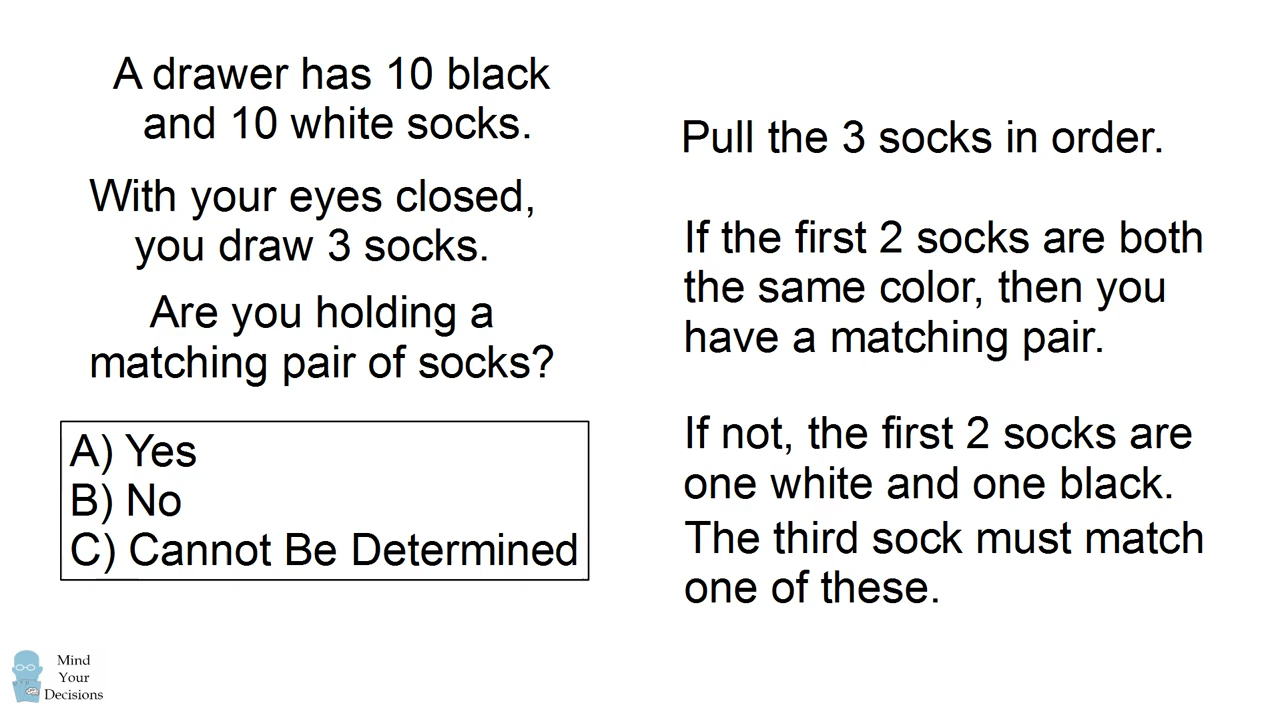 A drawer has 10 black
and 10 white socks.
With your eyes closed,
you draw 3 socks.
Are you holding a
matching pair of socks?
A) Yes
B) No
C) Cannot Be Determined
Pull the 3 socks in order.
If the first 2 socks are both
the same color, then you
have a matching pair.
If not, the first 2 socks are
one white and one black.
The third sock must match
one of these.
Mind
Your
Decisions